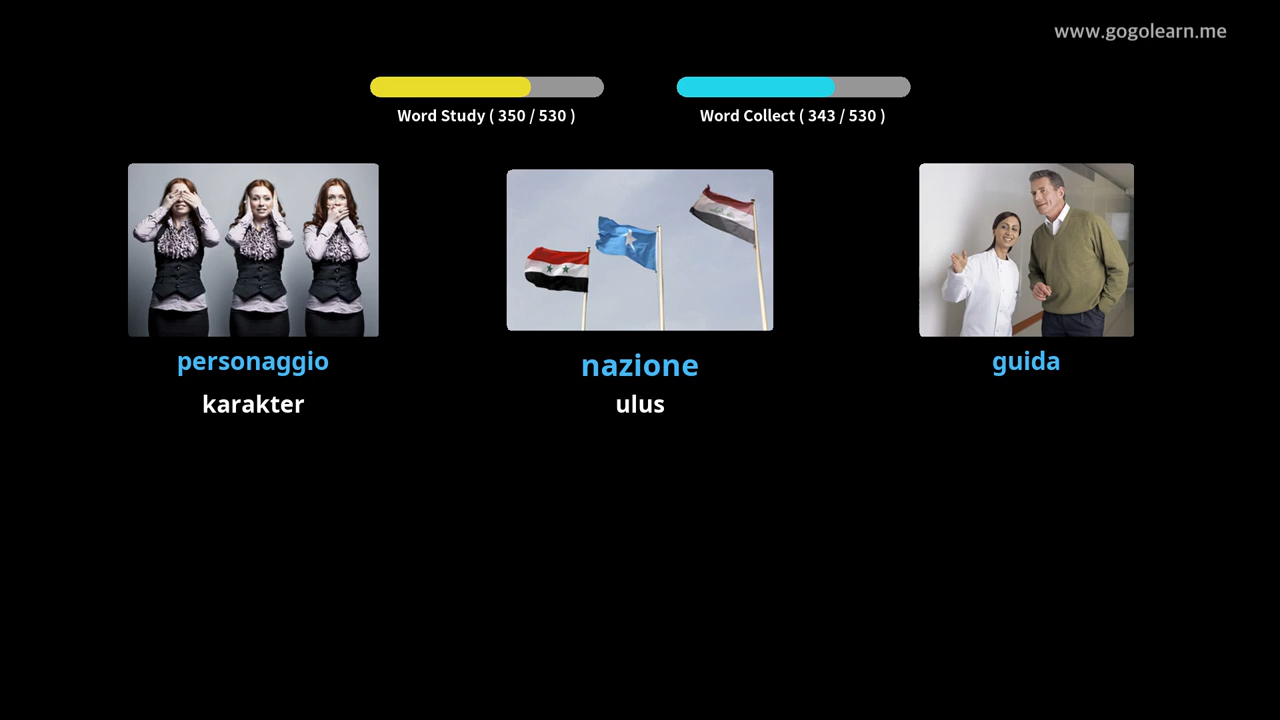 www.gogolearn.me
Word Study ( 350 / 530 )
Word Collect ( 343 / 530 )
personaggio
karakter
nazione
ulus
guida